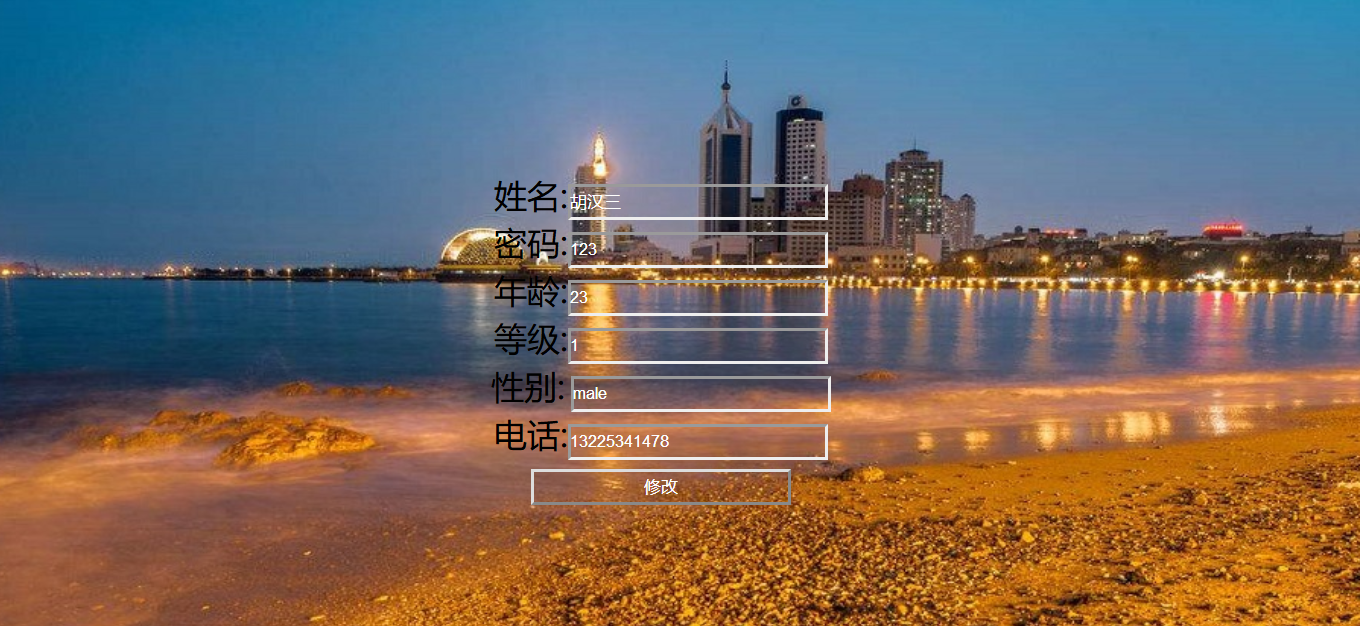 姓名:胡汉三
密码:123
年龄:23
等级:1
性别: male
电话:13225341478
修改